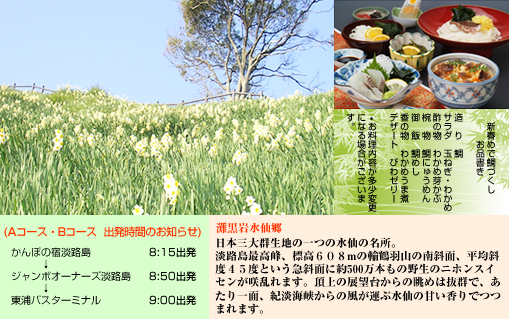 新春めで鯛づくし
お品書き
造り 鯛
サラダ 玉ねぎ・わかめ
酢の物 わかめ芽かぶ
椀物 鯛にゅうめん
御飯 鯛めし
香の物 わかめうま煮
デザート びわゼリー
・お料理内容が多少変更
になる場合がございま
す。
(Aコース・Bコース 出発時間のお知らせ)
かんぽの宿淡路島 8:15出発
↓
ジャンボオーナーズ淡路島 8:50出発
↓
東浦バスターミナル 9:00出発
灘黒岩水仙郷
日本三大群生地の一つの水仙の名所。
淡路島最高峰、標高６０８mの輪鶴羽山の南斜面、平均斜
度４５度という急斜面に約500万本もの野生のニホンスイ
センが咲乱れます。頂上の展望台からの眺めは抜群で、あ
たり一面、紀淡海峡からの風が運ぶ水仙の甘い香りでつつ
まれます。